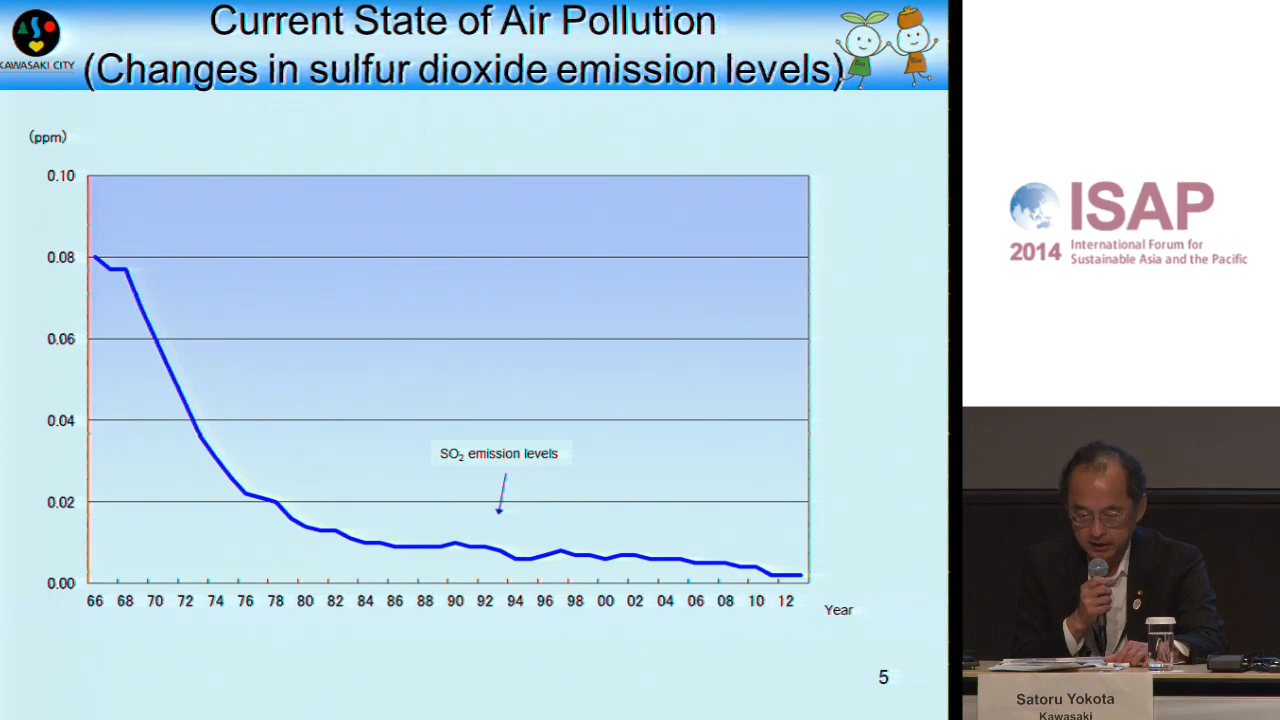 Current State of Air Pollution
(Changes in sulfur dioxide emission levels)
KAWASAKI CITY
(ppm)
0.10
0.08
0.06
0.04
0.02
0.00
SO₂ emission levels
66 68 70 72 74 76 78 80 82 84 86 88 90 92 94 96 98 00 02 04 06 08 10 12
Year
5
ISAP
2014
International Forum for
Sustainable Asia and the Pacific
Satoru Yokota
Kawasaki